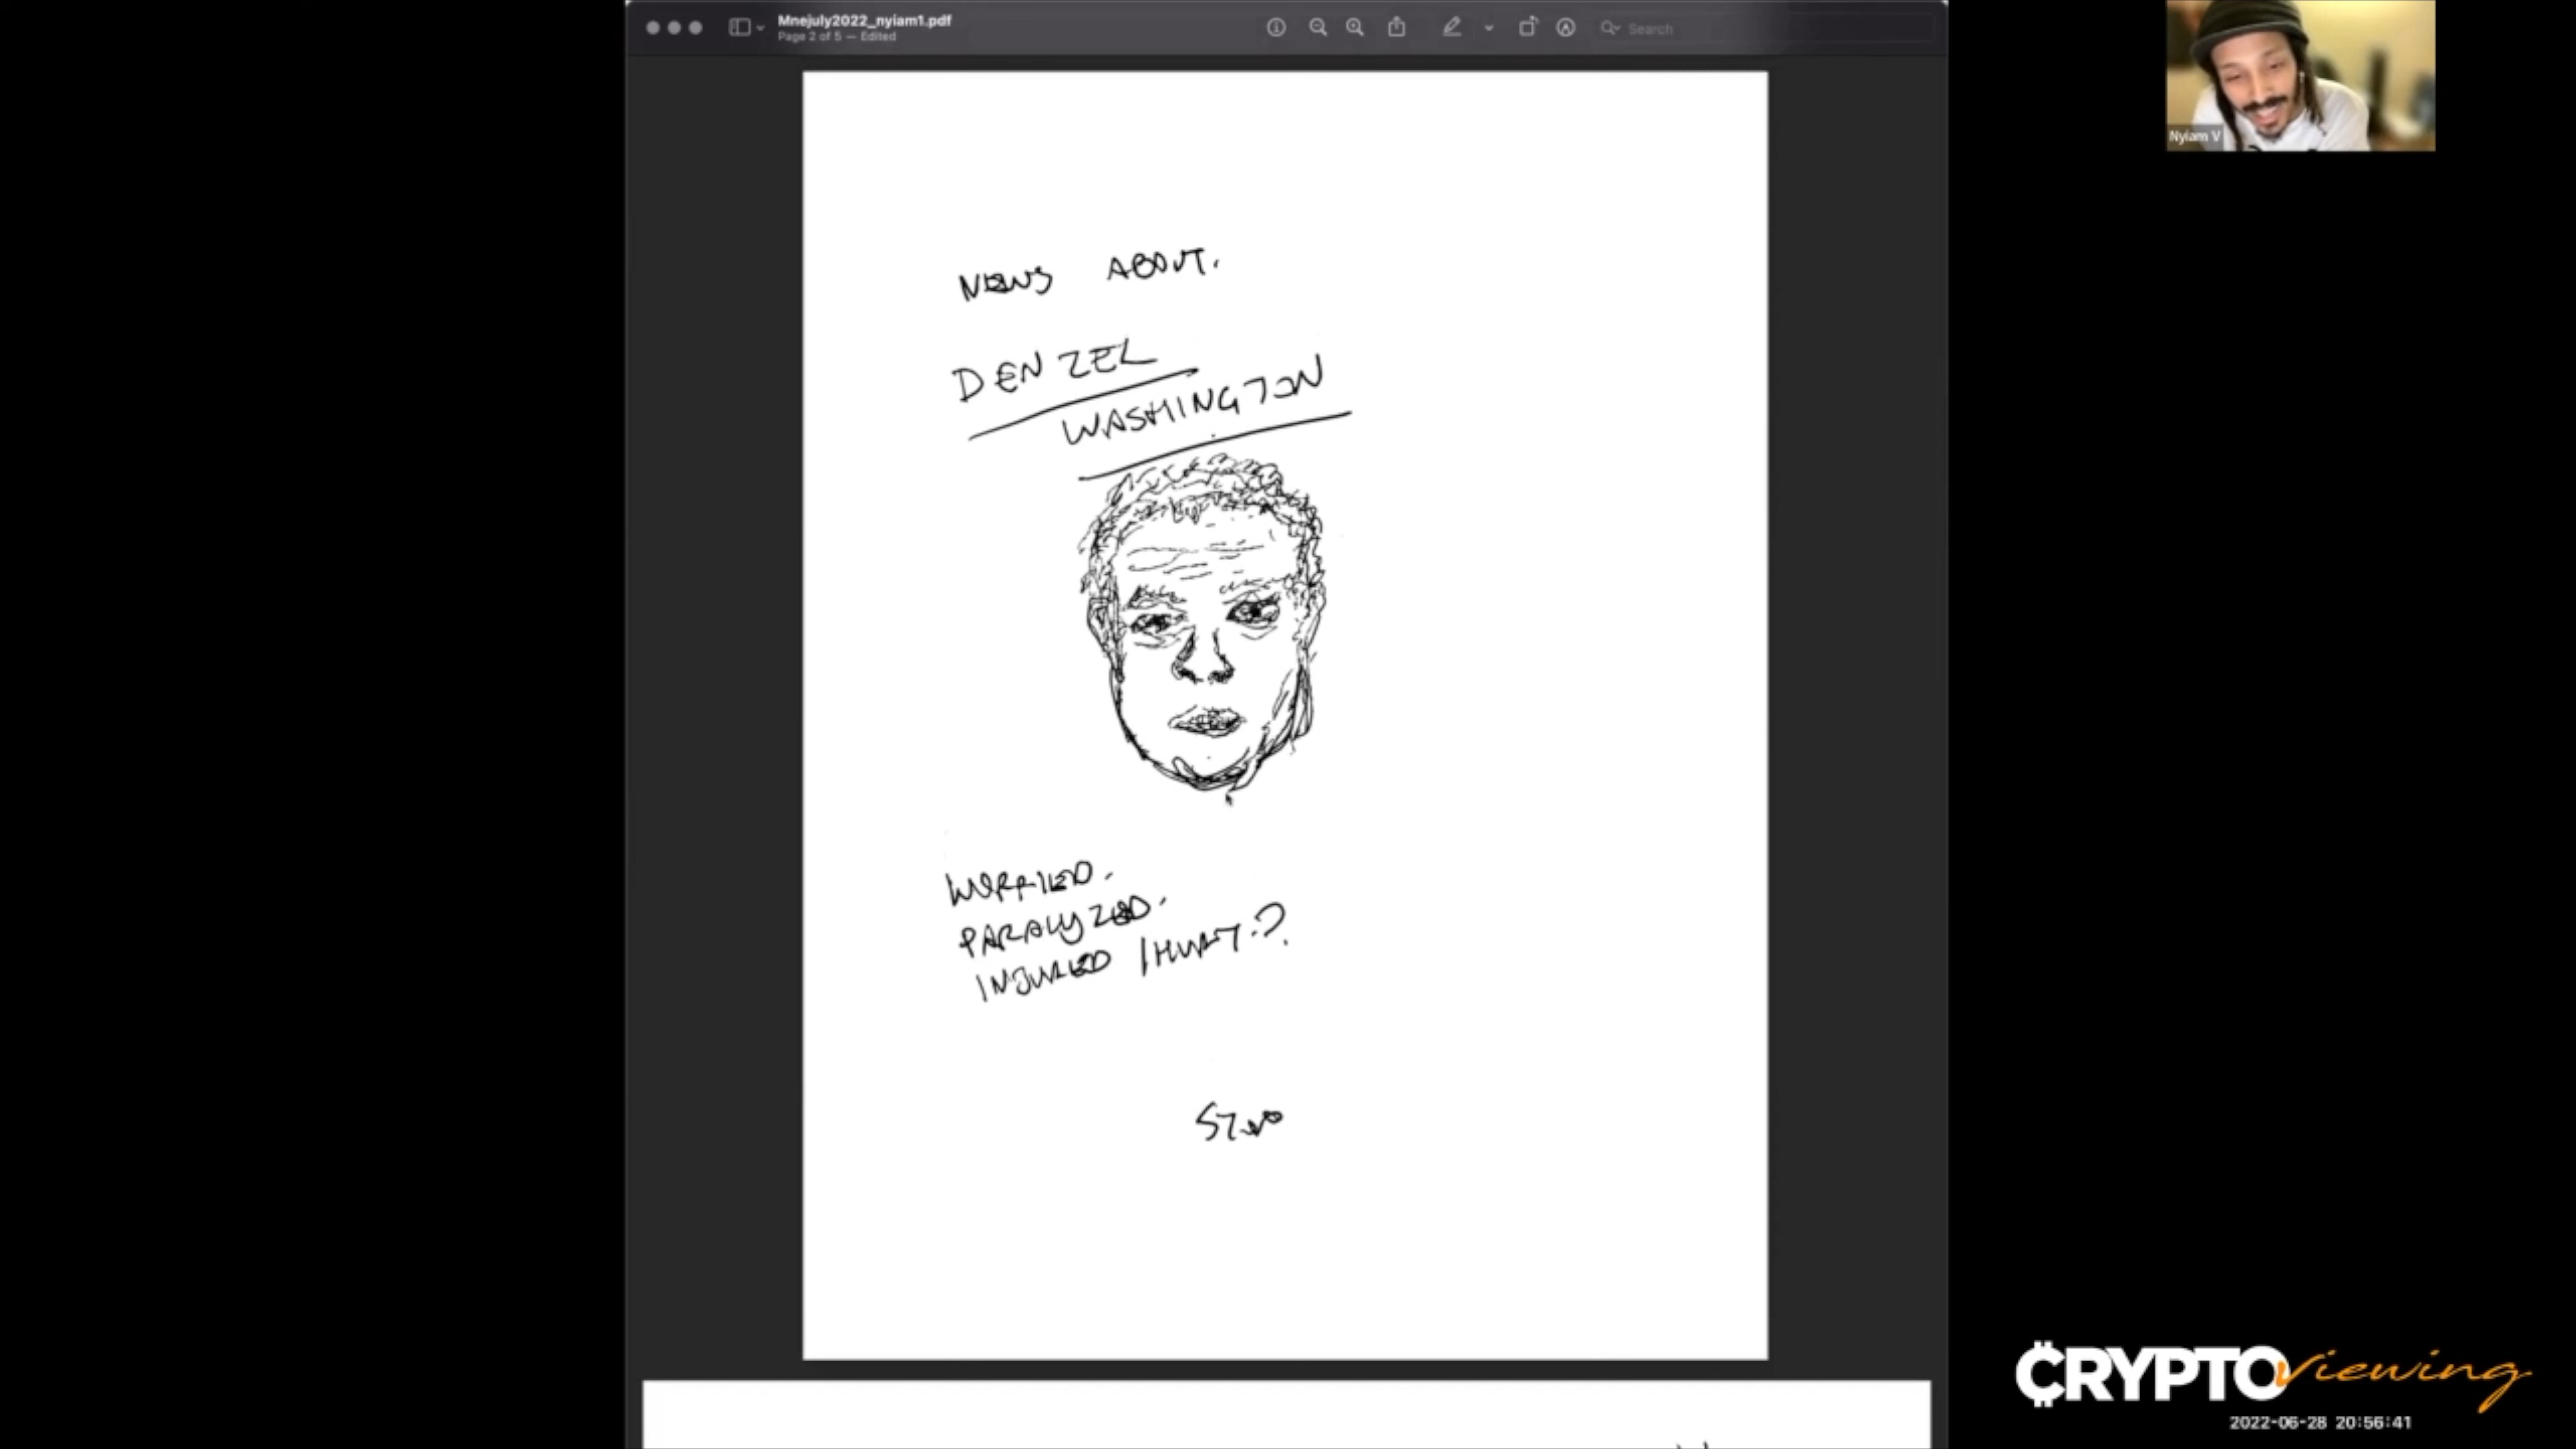 Mnejuly2022_nyiam1.pdf
Page 2 of 5 — Edited
Search
Nyiam V
NEWS ABOUT.
DENZEL
WASHINGTON
WORRIED.
PARALYZED.
INJURED / HURT.?
CRYPTOviewing
2022-06-28 20:56:41